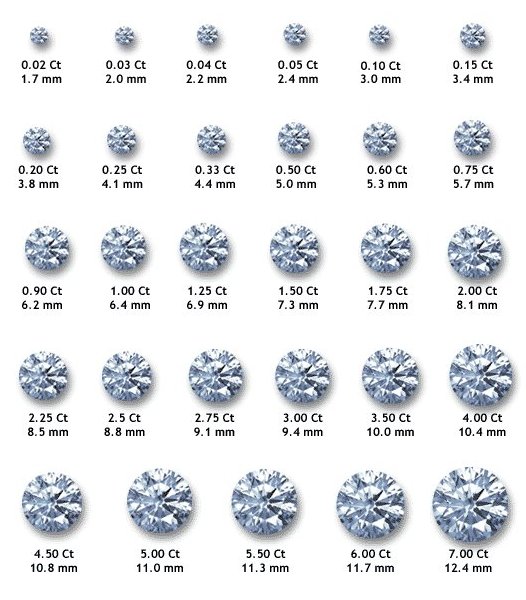 0.02 Ct 0.03 Ct 0.04 Ct 0.05 Ct 0.10 Ct 0.15 Ct
1.7 mm 2.0 mm 2.2 mm 2.4 mm 3.0 mm 3.4 mm
0.20 Ct 0.25 Ct 0.33 Ct 0.50 Ct 0.60 Ct 0.75 Ct
3.8 mm 4.1 mm 4.4 mm 5.0 mm 5.3 mm 5.7 mm
0.90 Ct 1.00 Ct 1.25 Ct 1.50 Ct 1.75 Ct 2.00 Ct
6.2 mm 6.4 mm 6.9 mm 7.3 mm 7.7 mm 8.1 mm
2.25 Ct 2.5 Ct 2.75 Ct 3.00 Ct 3.50 Ct 4.00 Ct
8.5 mm 8.8 mm 9.1 mm 9.4 mm 10.0 mm 10.4 mm
4.50 Ct 5.00 Ct 5.50 Ct 6.00 Ct 7.00 Ct
10.8 mm 11.0 mm 11.3 mm 11.7 mm 12.4 mm